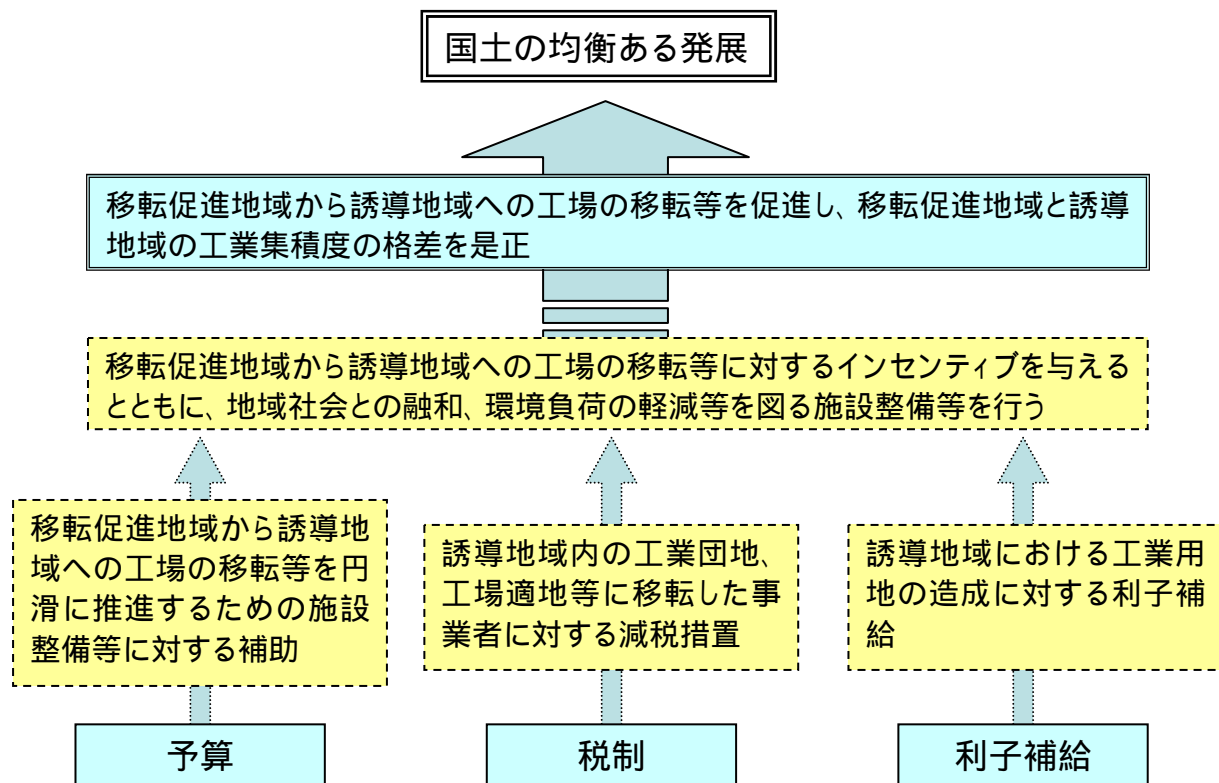 国土の均衡ある発展
移転促進地域から誘導地域への工場の移転等を促進し、移転促進地域と誘導
地域の工業集積度の格差を是正
移転促進地域から誘導地域への工場の移転等に対するインセンティブを与える
とともに、地域社会との融和、環境負荷の軽減等を図る施設整備等を行う
移転促進地域から誘導地
域への工場の移転等を円
滑に推進するための施設
整備等に対する補助
誘導地域内の工業団地、
工場適地等に移転した事
業者に対する減税措置
誘導地域における工業用
地の造成に対する利子補
給
予算
税制
利子補給